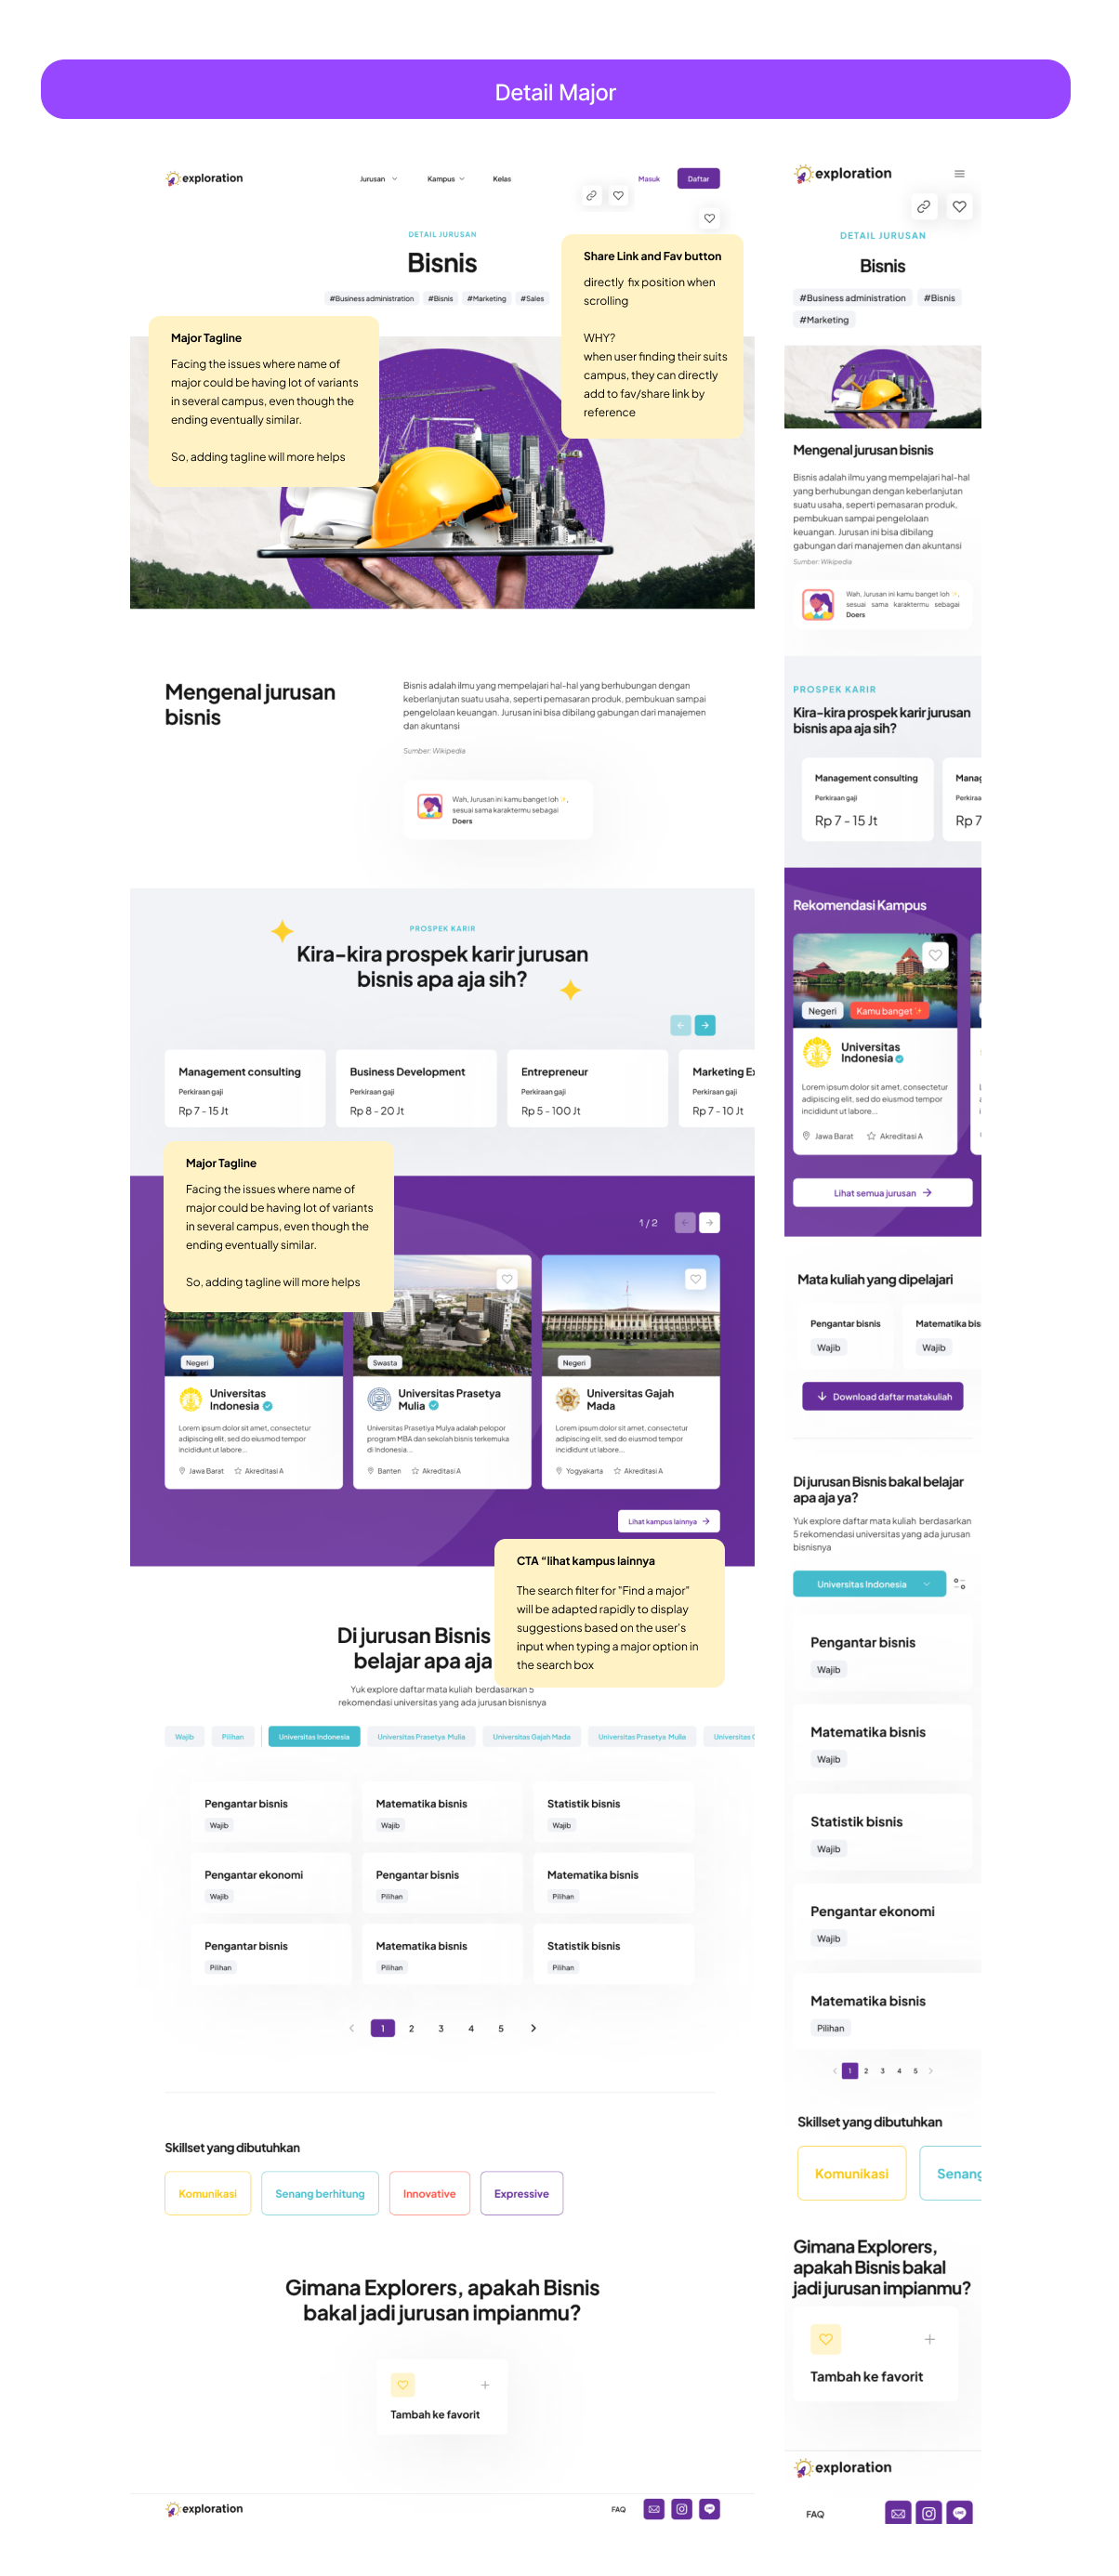 Detail Major
exploration
Jurusan
Kampus
Kelas
Masuk
Daftar
DETAIL JURUSAN
Bisnis
#Business administration
#Bisnis
#Marketing
#Sales
Share Link and Fav button
directly fix position when
scrolling
WHY?
when user finding their suits
campus, they can directly
add to fav/share link by
reference
Major Tagline
Facing the issues where name of
major could be having lot of variants
in several campus, even though the
ending eventually similar.
So, adding tagline will more helps
Mengenal jurusan
bisnis
Bisnis adalah ilmu yang mempelajari hal-hal yang berhubungan dengan
keberlanjutan suatu usaha, seperti pemasaran produk, pembukuan sampai
pengelolaan keuangan. Jurusan ini bisa dibilang gabungan dari manajemen
dan akuntansi
Sumber: Wikipedia
Wah, Jurusan ini kamu banget loh✨,
sesuai sama karaktermu sebagai
Doers
PROSPEK KARIR
Kira-kira prospek karir jurusan
bisnis apa aja sih?
Management consulting
Perkiraan gaji
Rp 7 - 15 Jt
Business Development
Perkiraan gaji
Rp 8 - 20 Jt
Entrepreneur
Perkiraan gaji
Rp 5 - 100 Jt
Marketing Ex
Perkiraan gaji
Rp 7 - 10 Jt
Major Tagline
Facing the issues where name of
major could be having lot of variants
in several campus, even though the
ending eventually similar.
So, adding tagline will more helps
1 / 2
Negeri
Universitas
Indonesia
Lorem ipsum dolor sit amet, consectetur
adipiscing elit, sed do eiusmod tempor
incididunt ut labore...
Jawa Barat
Akreditasi A
Swasta
Universitas Prasetya
Mulia
Universitas Prasetiya Mulya adalah pelopor
program MBA dan sekolah bisnis terkemuka
di Indonesia...
Banten
Akreditasi A
Negeri
Universitas Gajah
Mada
Lorem ipsum dolor sit amet, consectetur
adipiscing elit, sed do eiusmod tempor
incididunt ut labore...
Yogyakarta
Akreditasi A
Lihat kampus lainnya
CTA "lihat kampus lainnya
The search filter for "Find a major"
will be adapted rapidly to display
suggestions based on the user's
input when typing a major option in
the search box
Di jurusan Bisnis
belajar apa aja
Yuk explore daftar mata kuliah berdasarkan 5
rekomendasi universitas yang ada jurusan bisnisnya
Wajib
Pilihan
Universitas Indonesia
Universitas Prasetya Mulia
Universitas Gajah Mada
Universitas Prasetya Mulia
Universitas G
Pengantar bisnis
Wajib
Matematika bisnis
Wajib
Statistik bisnis
Wajib
Pengantar ekonomi
Wajib
Pengantar bisnis
Pilihan
Matematika bisnis
Pilihan
Pengantar bisnis
Pilihan
Matematika bisnis
Pilihan
Statistik bisnis
Pilihan
1 2 3 4 5
Skillset yang dibutuhkan
Komunikasi
Senang berhitung
Innovative
Expressive
Gimana Explorers, apakah Bisnis
bakal jadi jurusan impianmu?
Tambah ke favorit
exploration
FAQ
exploration
DETAIL JURUSAN
Bisnis
#Business administration
#Bisnis
#Marketing
Mengenal jurusan bisnis
Bisnis adalah ilmu yang mempelajari hal-hal
yang berhubungan dengan keberlanjutan
suatu usaha, seperti pemasaran produk,
pembukuan sampai pengelolaan
keuangan. Jurusan ini bisa dibilang
gabungan dari manajemen dan akuntansi
Sumber: Wikipedia
Wah, Jurusan ini kamu banget loh✨,
sesuai sama karaktermu sebagai
Doers
PROSPEK KARIR
Kira-kira prospek karir jurusan
bisnis apa aja sih?
Management consulting
Perkiraan gaji
Rp 7 - 15 Jt
Manag
Perkiraa
Rp 7
Rekomendasi Kampus
Negeri
Kamu banget✨
Universitas
Indonesia
Lorem ipsum dolor sit amet, consectetur
adipiscing elit, sed do eiusmod tempor
incididunt ut labore...
Jawa Barat
Akreditasi A
Lihat semua jurusan
Mata kuliah yang dipelajari
Pengantar bisnis
Wajib
Matematika bis
Wajib
Download daftar matakuliah
Di jurusan Bisnis bakal belajar
apa aja ya?
Yuk explore daftar mata kuliah berdasarkan
5 rekomendasi universitas yang ada jurusan
bisnisnya
Universitas Indonesia
Pengantar bisnis
Wajib
Matematika bisnis
Wajib
Statistik bisnis
Wajib
Pengantar ekonomi
Wajib
Matematika bisnis
Pilihan
1 2 3 4 5
Skillset yang dibutuhkan
Komunikasi
Senang
Gimana Explorers,
apakah Bisnis bakal
jadi jurusan impianmu?
Tambah ke favorit
exploration
FAQ
LINE